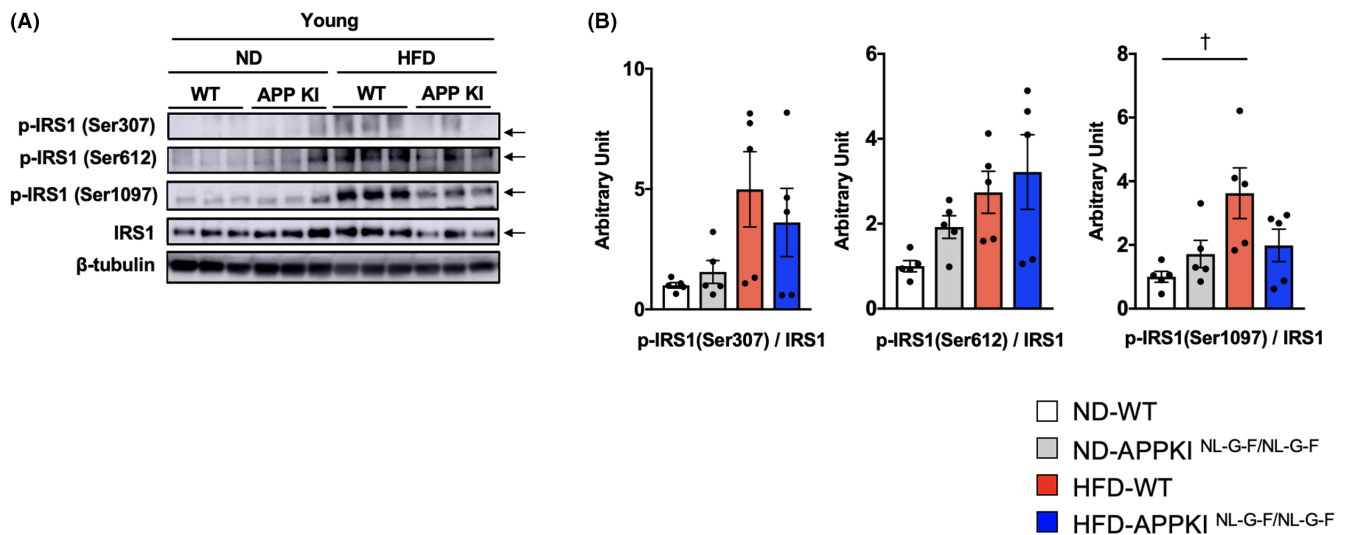 (A)
Young
ND HFD
WT APP KI WT APP KI
p-IRS1 (Ser307)
p-IRS1 (Ser612)
p-IRS1 (Ser1097)
IRS1
β-tubulin
(B)
Arbitrary Unit
10
5
0
p-IRS1(Ser307) / IRS1
Arbitrary Unit
6
4
2
0
p-IRS1(Ser612) / IRS1
Arbitrary Unit
8
6
4
2
0
†
p-IRS1(Ser1097) / IRS1
ND-WT
ND-APPKI NL-G-F/NL-G-F
HFD-WT
HFD-APPKI NL-G-F/NL-G-F